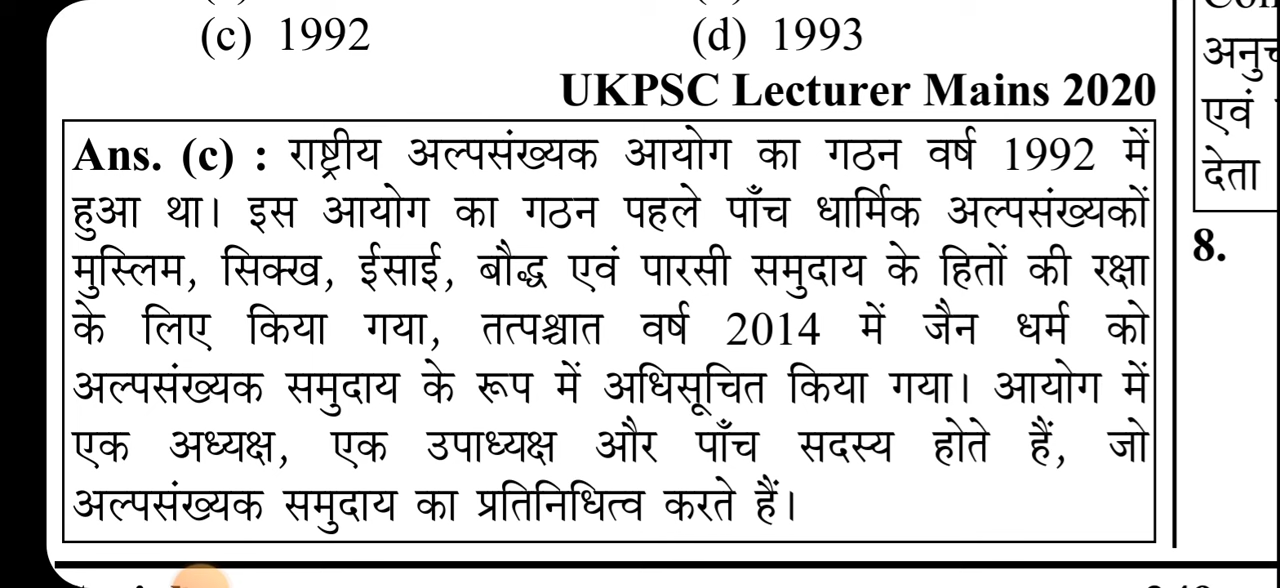 (c) 1992 (d) 1993
UKPSC Lecturer Mains 2020
Ans. (c) : राष्ट्रीय अल्पसंख्यक आयोग का गठन वर्ष 1992 में
हुआ था। इस आयोग का गठन पहले पाँच धार्मिक अल्पसंख्यकों
मुस्लिम, सिक्ख, ईसाई, बौद्ध एवं पारसी समुदाय के हितों की रक्षा
के लिए किया गया, तत्पश्चात वर्ष 2014 में जैन धर्म को
अल्पसंख्यक समुदाय के रूप में अधिसूचित किया गया। आयोग में
एक अध्यक्ष, एक उपाध्यक्ष और पाँच सदस्य होते हैं, जो
अल्पसंख्यक समुदाय का प्रतिनिधित्व करते हैं।
एवं
देता
8.